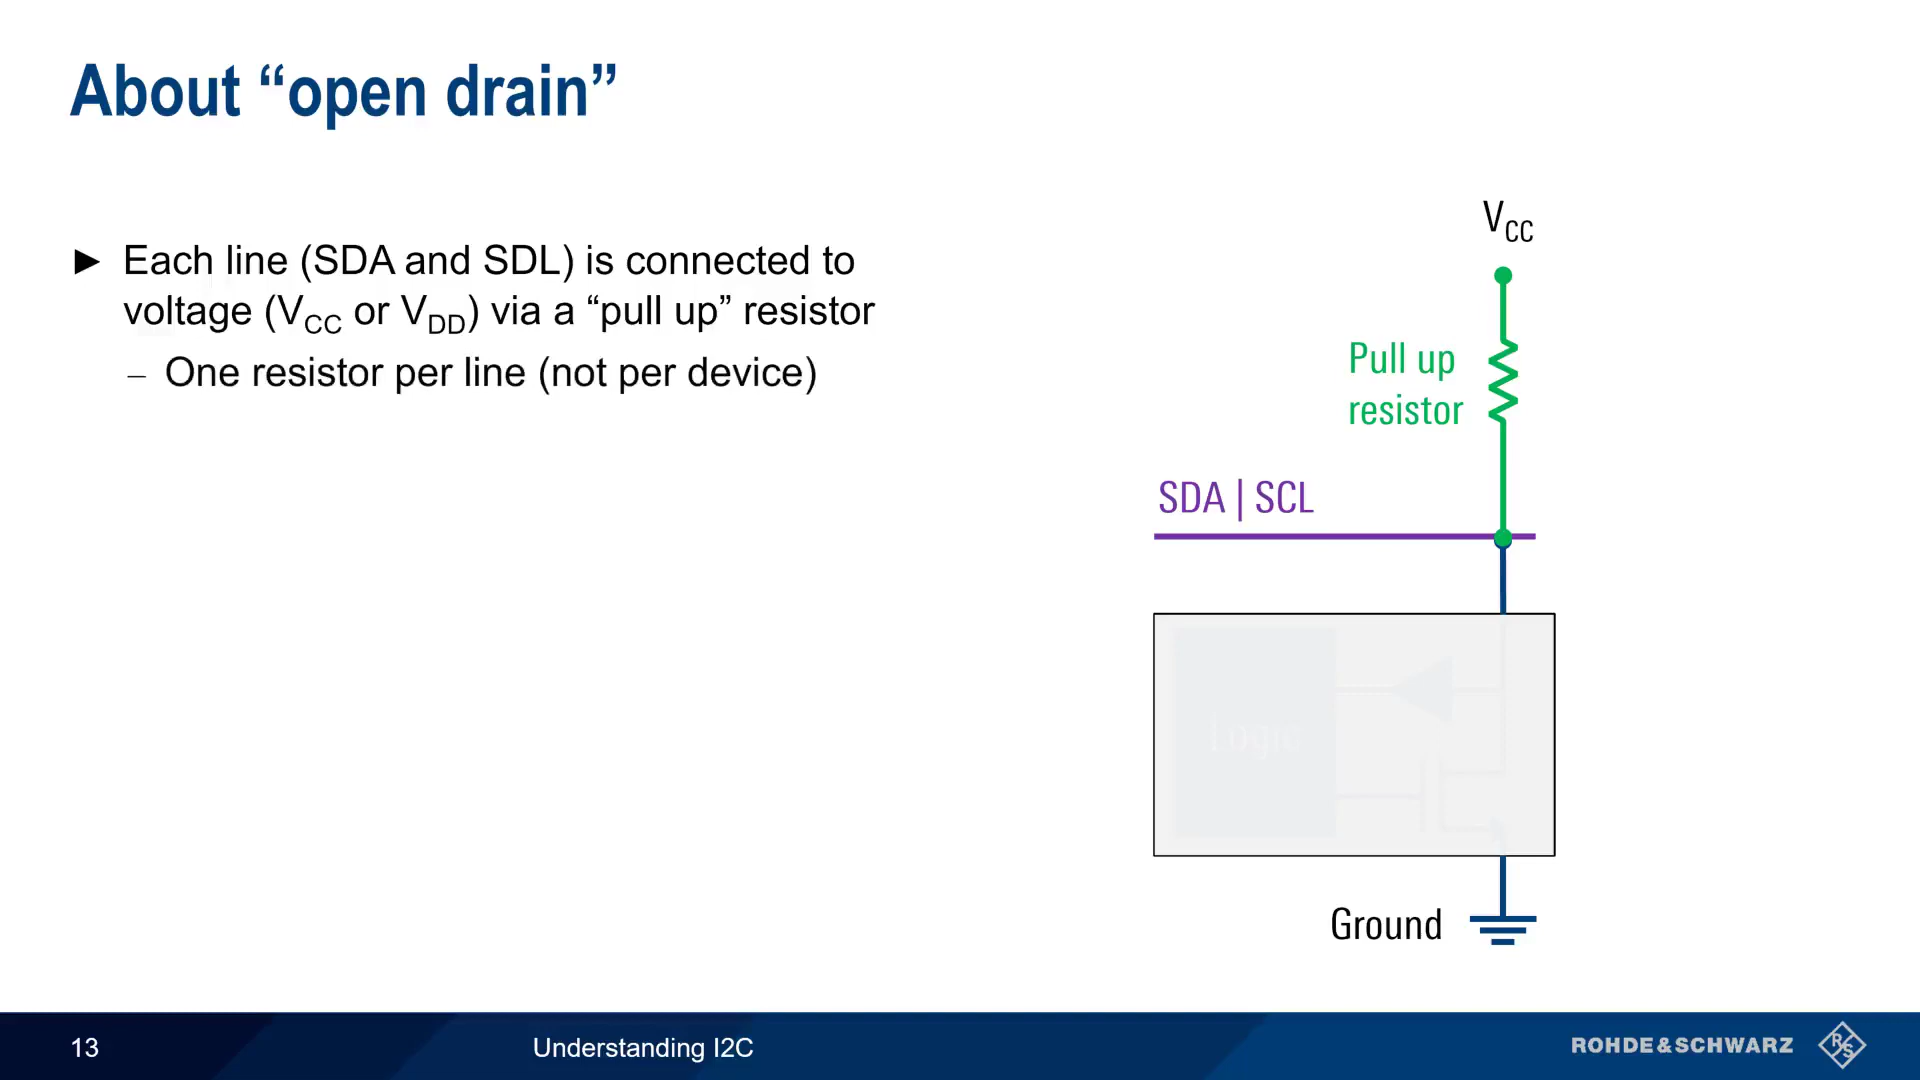 About “open drain”
► Each line (SDA and SDL) is connected to
voltage (VCC or VDD) via a “pull up” resistor
– One resistor per line (not per device)
VCC
Pull up
resistor
SDA | SCL
Logic
Ground
13
Understanding I2C
ROHDE&SCHWARZ
R
S